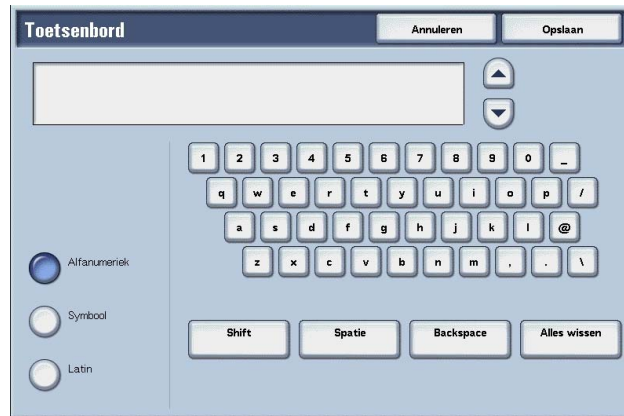 Toetsenbord Annuleren Opslaan
1 2 3 4 5 6 7 8 9 0 _
q w e r t y u i o p /
a s d f g h j k l @
z x c v b n m , . \
Alfanumeriek
Symbool
Latin
Shift Spatie Backspace Alles wissen